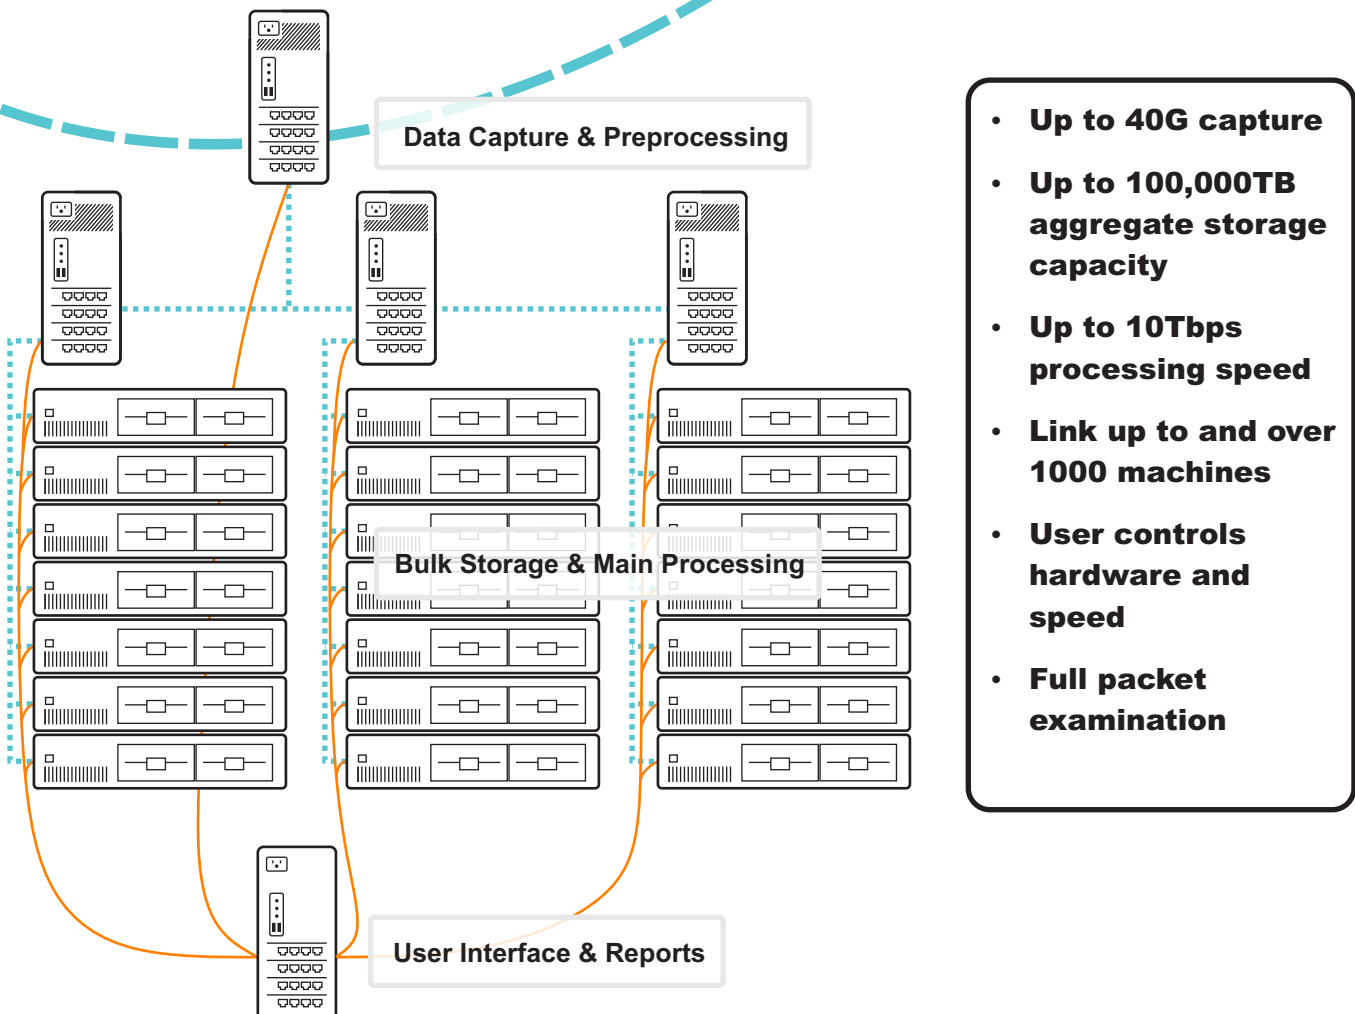 Data Capture & Preprocessing
Bulk Storage & Main Processing
User Interface & Reports
• Up to 40G capture
• Up to 100,000TB
aggregate storage
capacity
• Up to 10Tbps
processing speed
• Link up to and over
1000 machines
• User controls
hardware and
speed
• Full packet
examination